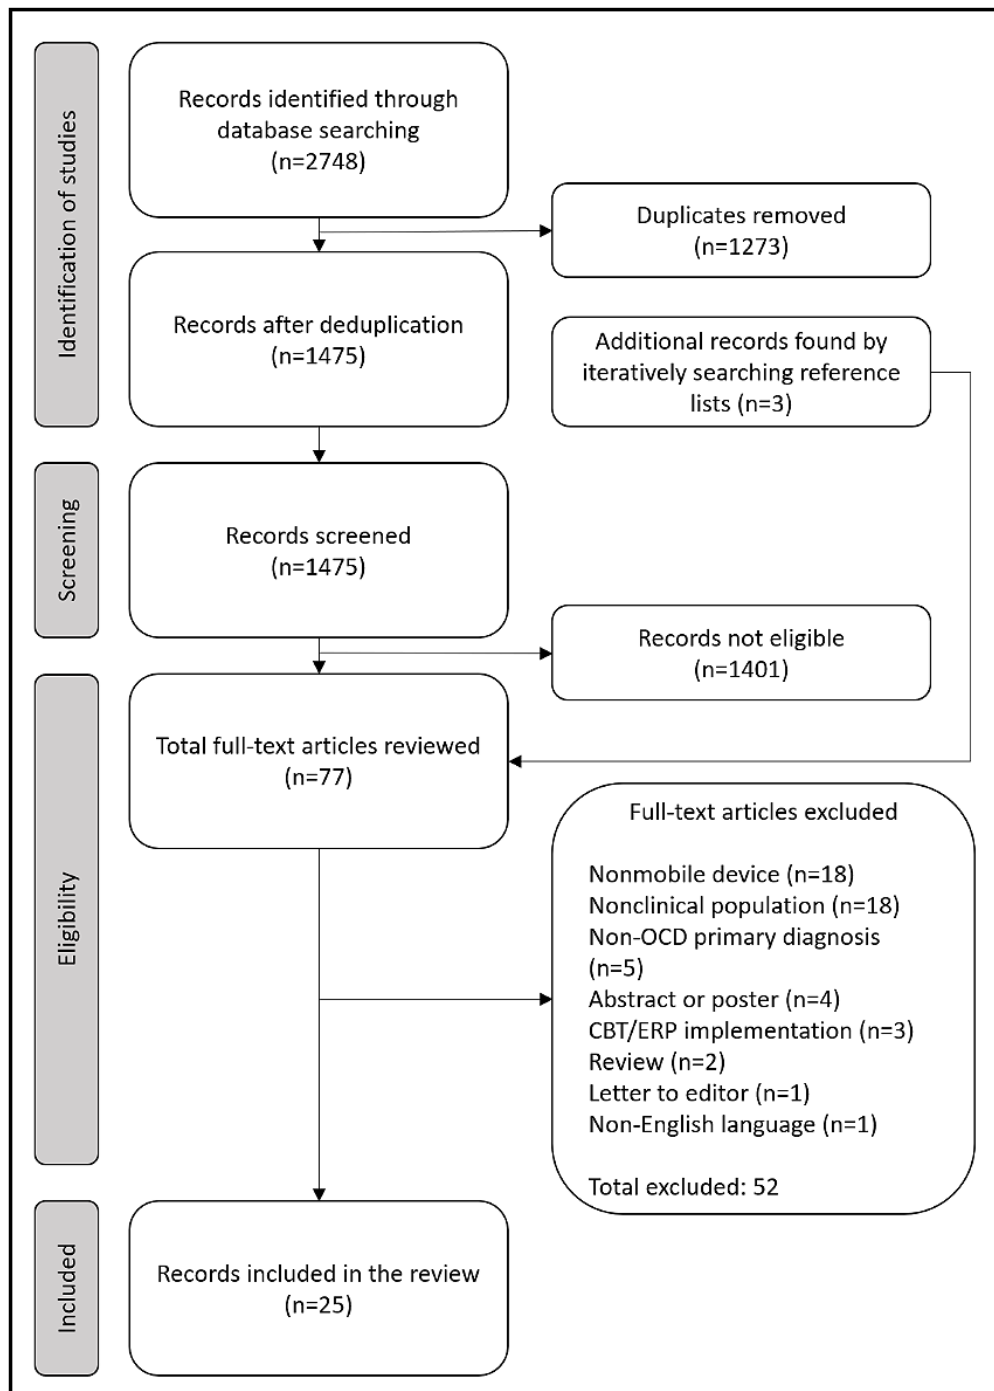 Identification of studies
Records identified through
database searching
(n=2748)
Duplicates removed
(n=1273)
Records after deduplication
(n=1475)
Additional records found by
iteratively searching reference
lists (n=3)
Screening
Records screened
(n=1475)
Records not eligible
(n=1401)
Eligibility
Total full-text articles reviewed
(n=77)
Full-text articles excluded
Nonmobile device (n=18)
Nonclinical population (n=18)
Non-OCD primary diagnosis
(n=5)
Abstract or poster (n=4)
CBT/ERP implementation (n=3)
Review (n=2)
Letter to editor (n=1)
Non-English language (n=1)
Total excluded: 52
Included
Records included in the review
(n=25)